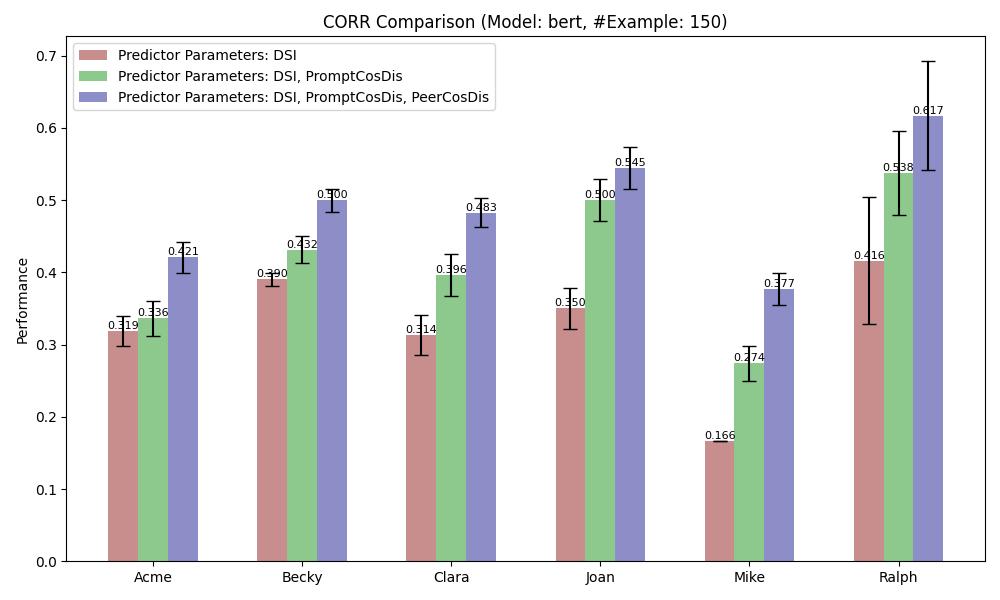 CORR Comparison (Model: bert, #Example: 150)
Predictor Parameters: DSI
Predictor Parameters: DSI, PromptCosDis
Predictor Parameters: DSI, PromptCosDis, PeerCosDis
Performance
0.7
0.6
0.5
0.4
0.3
0.2
0.1
0.0
0.319
0.336
0.421
0.390
0.432
0.500
0.314
0.396
0.483
0.350
0.500
0.545
0.166
0.274
0.377
0.416
0.538
0.617
Acme
Becky
Clara
Joan
Mike
Ralph